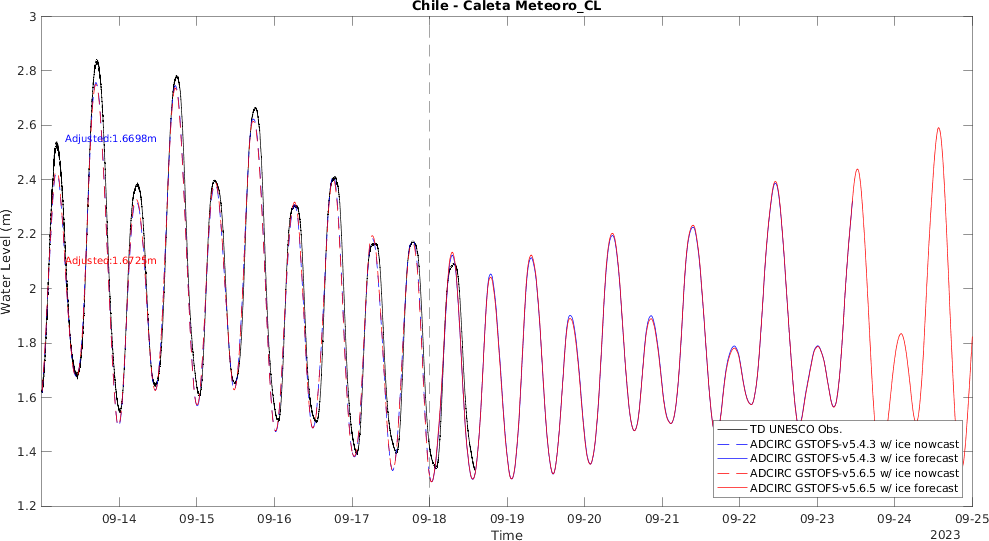 Chile - Caleta Meteoro_CL
Water Level (m)
3
2.8
2.6
2.4
2.2
2
1.8
1.6
1.4
1.2
Adjusted:1.6698m
Adjusted:1.6725m
TD UNESCO Obs.
ADCIRC GSTOFS-v5.4.3 w/ ice nowcast
ADCIRC GSTOFS-v5.4.3 w/ ice forecast
ADCIRC GSTOFS-v5.6.5 w/ ice nowcast
ADCIRC GSTOFS-v5.6.5 w/ ice forecast
09-14 09-15 09-16 09-17 09-18 09-19 09-20 09-21 09-22 09-23 09-24 09-25
Time
2023